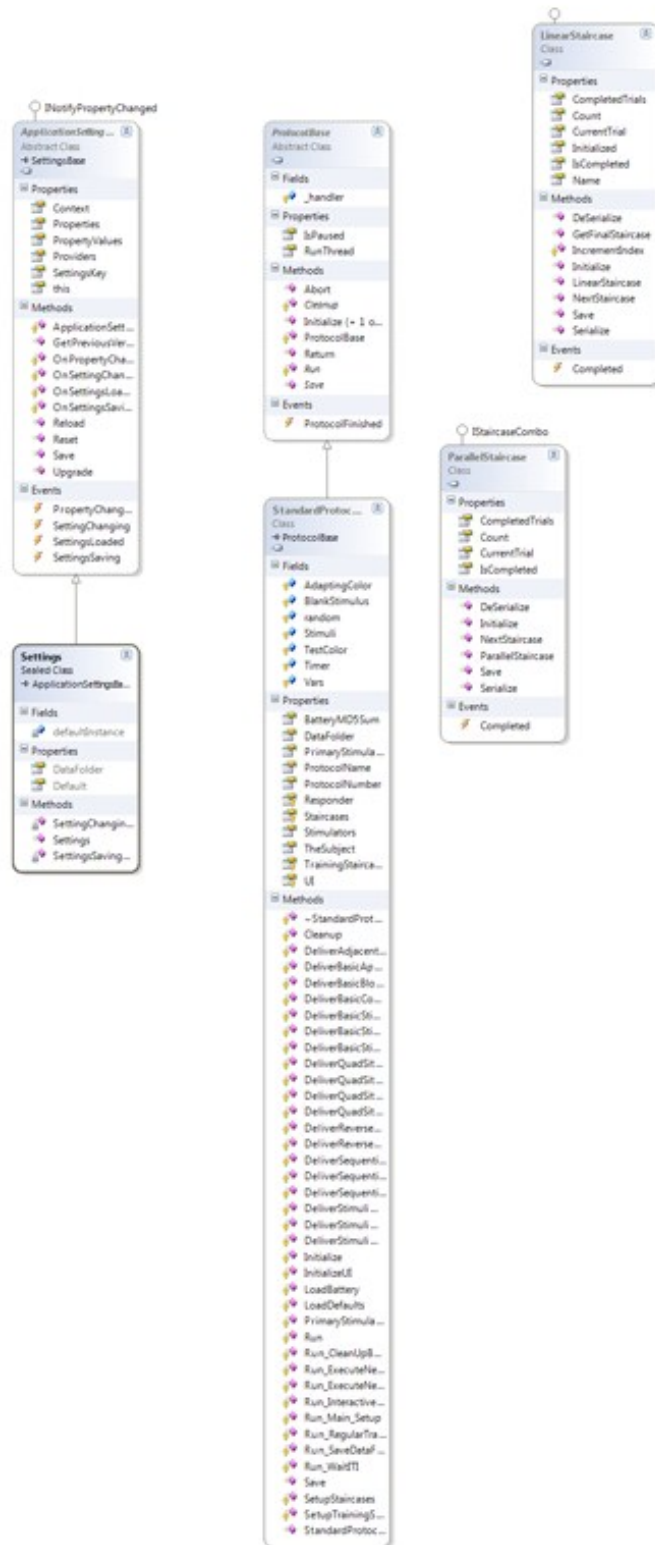 INotifyPropertyChanged
ApplicationSetting ...
Abstract Class
SettingsBase
Properties
Context
Properties
PropertyValues
Providers
SettingsKey
this
Methods
ApplicationSett...
GetPreviousVer...
OnPropertyCha...
OnSettingChan...
OnSettingsLoa...
OnSettingsSavi...
Reload
Reset
Save
Upgrade
Events
PropertyChang...
SettingChanging
SettingsLoaded
SettingsSaving
Settings
Sealed Class
ApplicationSettingsBa...
Fields
defaultInstance
Properties
DataFolder
Default
Methods
SettingChangin...
Settings
SettingsSaving...
ProtocolBase
Abstract Class
Fields
_handler
Properties
IsPaused
RunThread
Methods
Abort
Cleanup
Initialize (+ 1 o...
ProtocolBase
Return
Run
Save
Events
ProtocolFinished
StandardProtoc...
Class
ProtocolBase
Fields
AdaptingColor
BlankStimulus
random
Stimuli
TestColor
Timer
Vars
Properties
BatteryMD5Sum
DataFolder
PrimaryStimula...
ProtocolName
ProtocolNumber
Responder
Staircases
Stimulators
TheSubject
TrainingStairca...
UI
Methods
~StandardProt...
Cleanup
DeliverAdjacent...
DeliverBasicAp...
DeliverBasicBlo...
DeliverBasicCo...
DeliverBasicSti...
DeliverBasicSti...
DeliverBasicSti...
DeliverQuadSit...
DeliverQuadSit...
DeliverQuadSit...
DeliverQuadSit...
DeliverReverse...
DeliverReverse...
DeliverSequenti...
DeliverSequenti...
DeliverSequenti...
DeliverStimuli ...
DeliverStimuli ...
DeliverStimuli ...
Initialize
InitializeUI
LoadBattery
LoadDefaults
PrimaryStimula...
Run
Run_CleanUpB...
Run_ExecuteNe...
Run_ExecuteNe...
Run_Interactive...
Run_Main_Setup
Run_RegularTra...
Run_SaveDataF...
Run_WaitITI
Save
SetupStaircases
SetupTrainingS...
StandardProtoc...
LinearStaircase
Class
Properties
CompletedTrials
Count
CurrentTrial
Initialized
IsCompleted
Name
Methods
DeSerialize
GetFinalStaircase
IncrementIndex
Initialize
LinearStaircase
NextStaircase
Save
Serialize
Events
Completed
IStaircaseCombo
ParallelStaircase
Class
Properties
CompletedTrials
Count
CurrentTrial
IsCompleted
Methods
DeSerialize
Initialize
NextStaircase
ParallelStaircase
Save
Serialize
Events
Completed